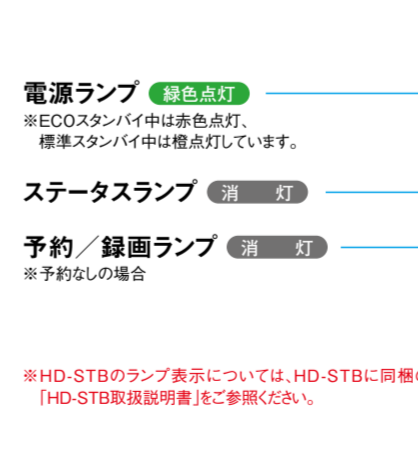 電源ランプ 緑色点灯
※ECOスタンバイ中は赤色点灯、
標準スタンバイ中は橙点灯しています。
ステータスランプ 消 灯
予約／録画ランプ 消 灯
※予約なしの場合
※HD-STBのランプ表示については、HD-STBに同梱
「HD-STB取扱説明書」をご参照ください。